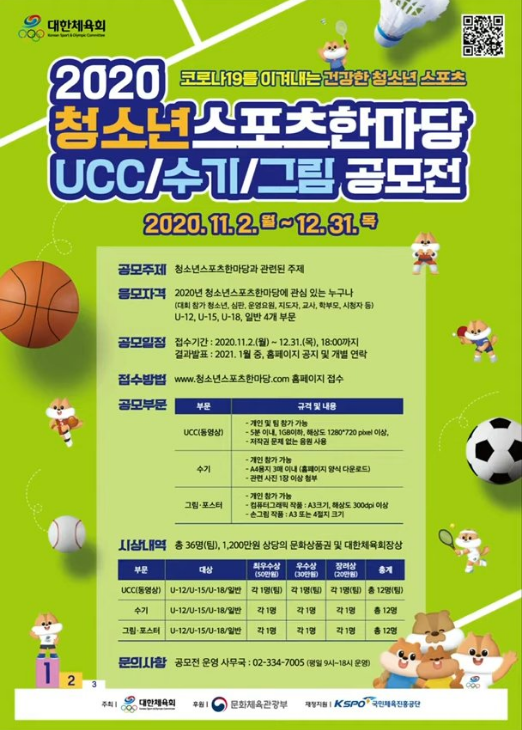 대한체육회
Korean Sport & Olympic Committee
코로나19를 이겨내는 건강한 청소년 스포츠
2020
청소년스포츠한마당
UCC/수기/그림 공모전
2020.11.2.월~12.31.목
공모주제 청소년스포츠한마당과 관련된 주제
응모자격 2020년 청소년스포츠한마당에 관심 있는 누구나
(대회 참가 청소년, 심판, 운영요원, 지도자, 교사, 학부모, 시청자 등)
U-12, U-15, U-18, 일반 4개 부문
공모일정 접수기간 : 2020.11.2.(월) ~ 12.31.(목), 18:00까지
결과발표 : 2021. 1월 중, 홈페이지 공지 및 개별 연락
접수방법 www.청소년스포츠한마당.com 홈페이지 접수
공모부문
부문 규격 및 내용
UCC(동영상)
- 개인 및 팀 참가 가능
- 5분 이내, 1GB이하, 해상도 1280*720 pixel 이상,
- 저작권 문제 없는 음원 사용
수기
- 개인 참가 가능
- A4용지 3매 이내 (홈페이지 양식 다운로드)
- 관련 사진 1장 이상 첨부
그림·포스터
- 개인 참가 가능
- 컴퓨터그래픽 작품 : A3크기, 해상도 300dpi 이상
- 손그림 작품 : A3 또는 4절지 크기
시상내역 총 36명(팀), 1,200만원 상당의 문화상품권 및 대한체육회장상
부문 대상 최우수상 (50만원) 우수상 (30만원) 장려상 (20만원) 총계
UCC(동영상) U-12/U-15/U-18/일반 각 1명(팀) 각 1명(팀) 각 1명(팀) 총 12명(팀)
수기 U-12/U-15/U-18/일반 각 1명 각 1명 각 1명 총 12명
그림·포스터 U-12/U-15/U-18/일반 각 1명 각 1명 각 1명 총 12명
문의사항 공모전 운영 사무국 : 02-334-7005 (평일 9시~18시 운영)
1 2 3
주최 | 대한체육회 후원 | 문화체육관광부 재정지원 | KSPO 국민체육진흥공단
Korean Sport & Olympic Committee